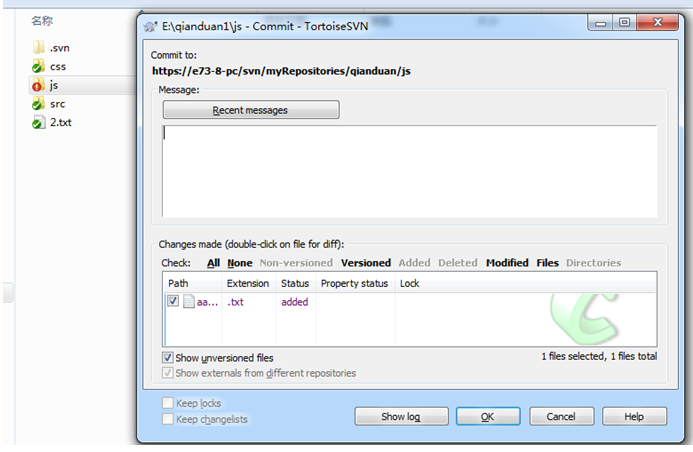 名称
.svn
css
js
src
2.txt
E:\qianduan1\js - Commit - TortoiseSVN
Commit to:
https://e73-8-pc/svn/myRepositories/qianduan/js
Message:
Recent messages
Changes made (double-click on file for diff):
Check: All None Non-versioned Versioned Added Deleted Modified Files Directories
Path Extension Status Property status Lock
aa... .txt added
Show unversioned files
1 files selected, 1 files total
Show externals from different repositories
Keep locks
Keep changelists
Show log OK Cancel Help